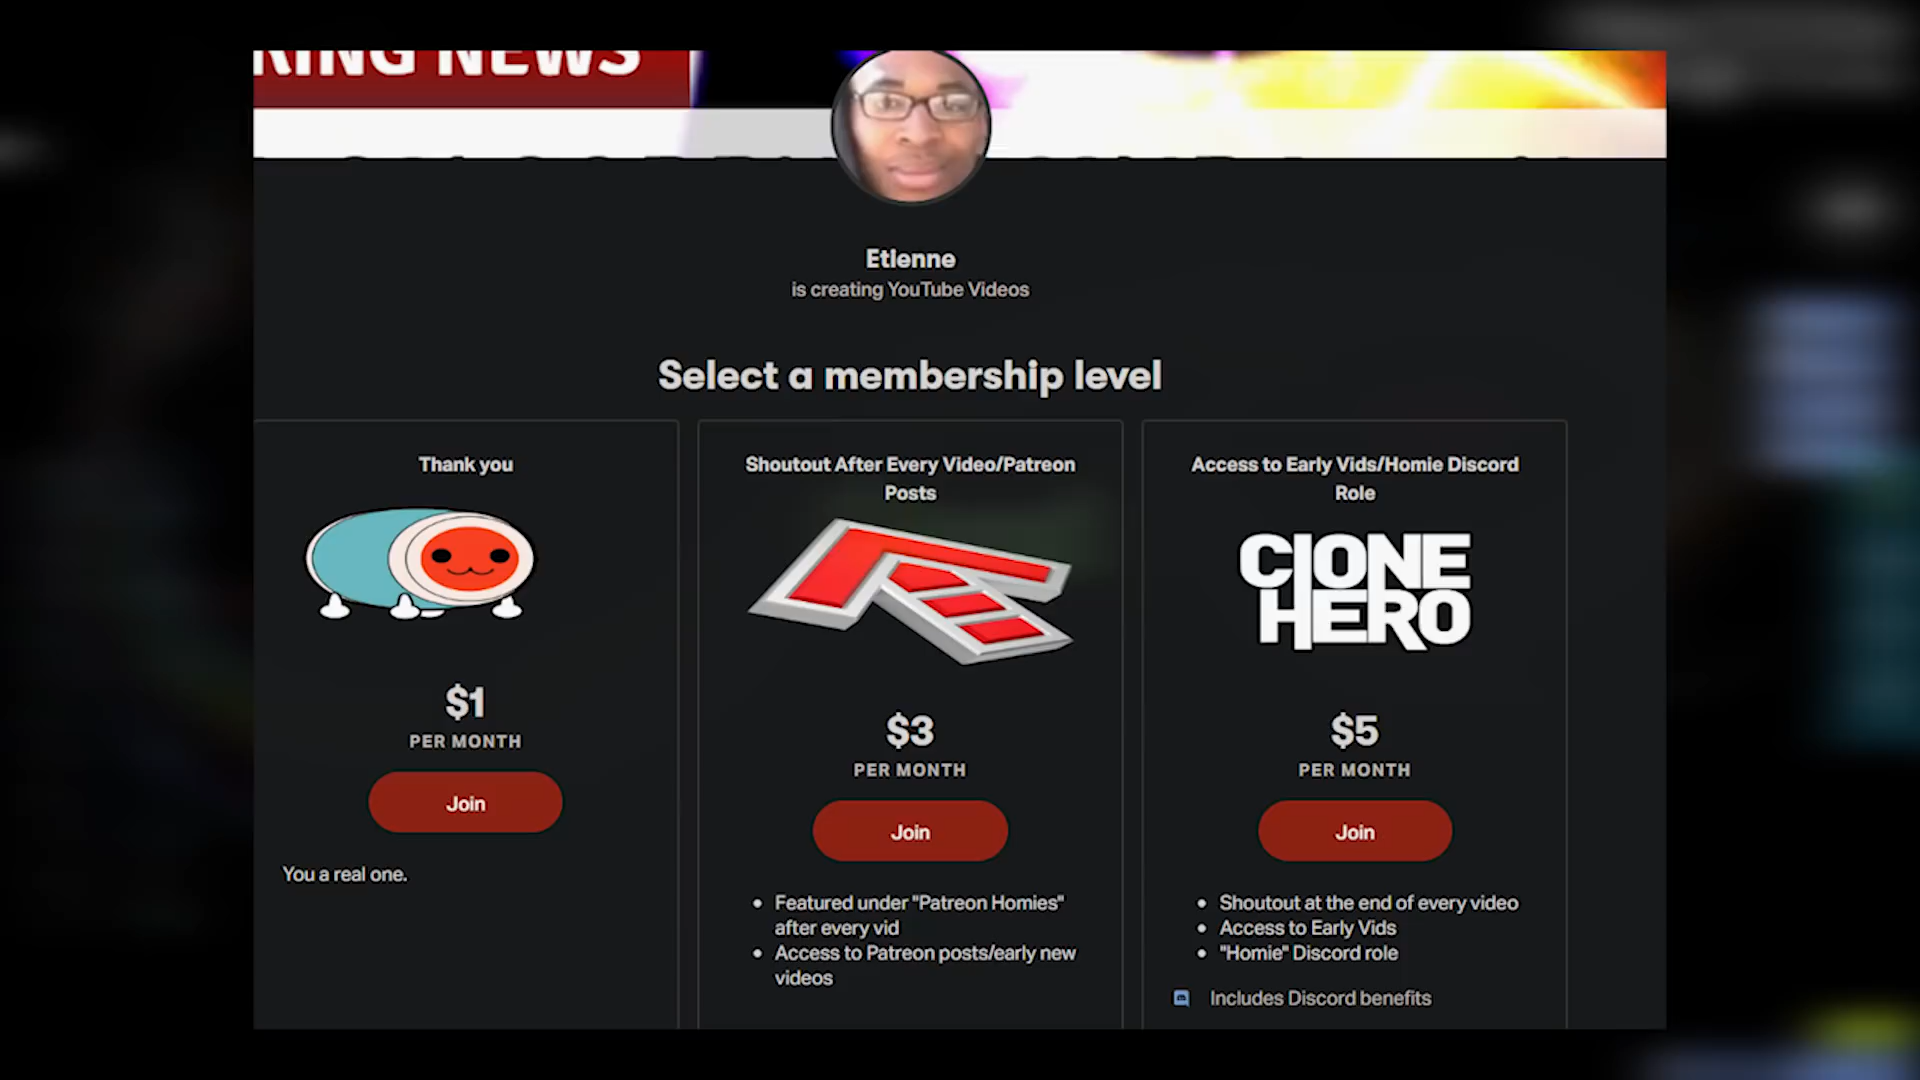 KING NEWS
Etienne
is creating YouTube Videos
Select a membership level
Thank you
$1
PER MONTH
Join
You a real one.
Shoutout After Every Video/Patreon
Posts
$3
PER MONTH
Join
• Featured under "Patreon Homies"
after every vid
• Access to Patreon posts/early new
videos
Access to Early Vids/Homie Discord
Role
CLONE
HERO
$5
PER MONTH
Join
• Shoutout at the end of every video
• Access to Early Vids
• "Homie" Discord role
Includes Discord benefits